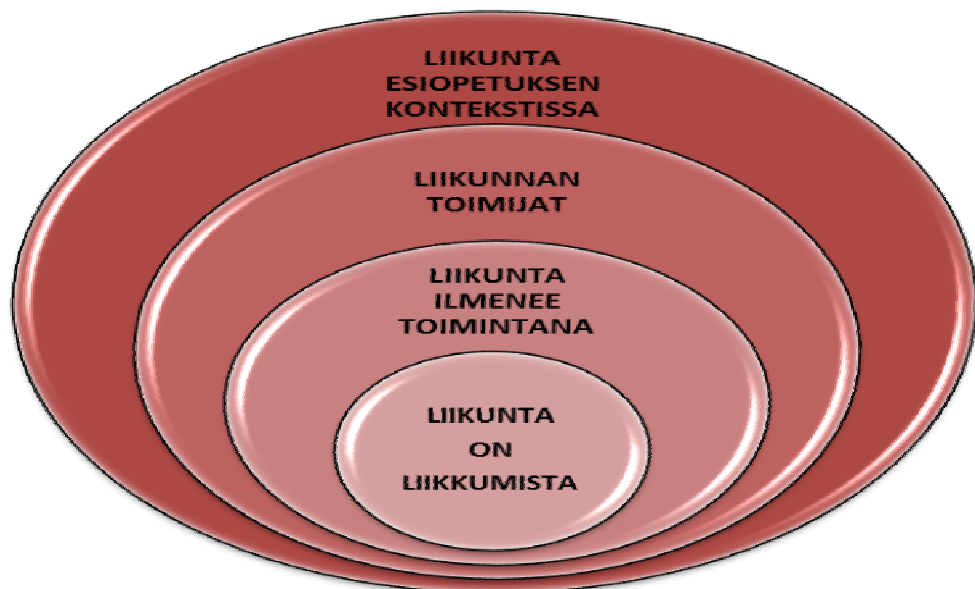 LIIKUNTA
ESIOPETUKSEN
KONTEKSTISSA
LIIKUNNAN
TOIMIJAT
LIIKUNTA
ILMENEE
TOIMINTANA
LIIKUNTA
ON
LIIKKUMISTA